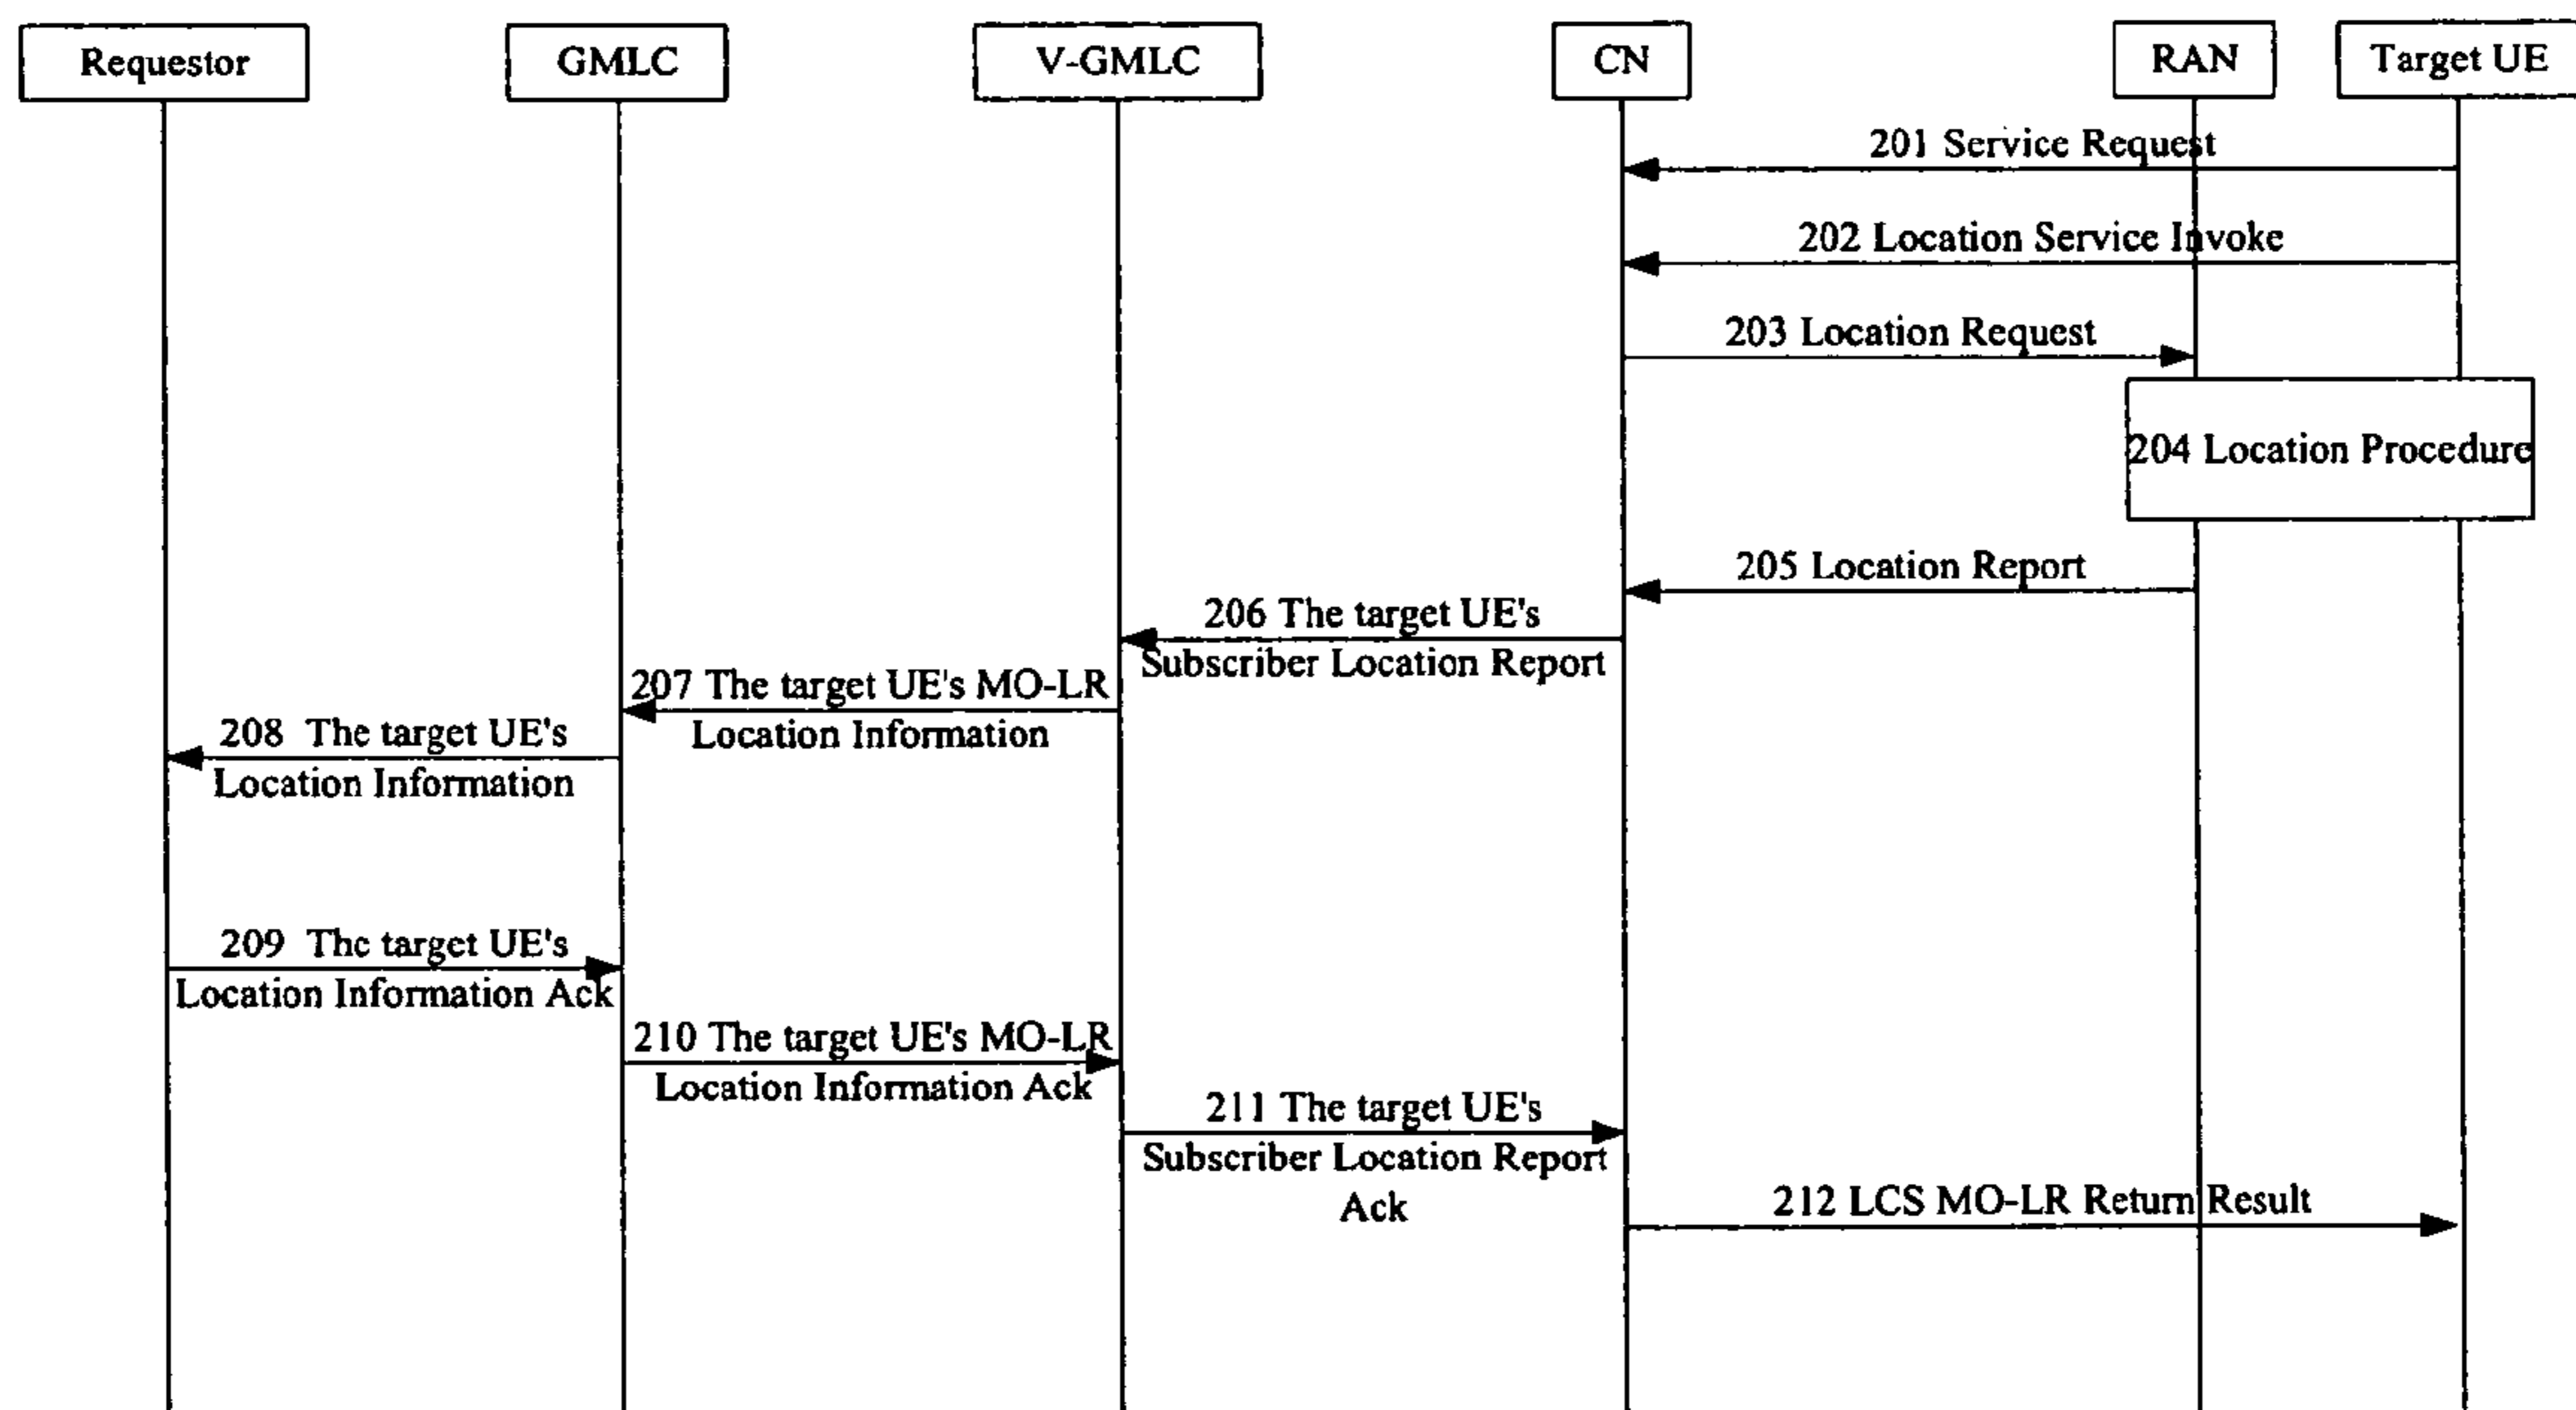 Requestor
GMLC
V-GMLC
CN
RAN
Target UE
201 Service Request
202 Location Service Invoke
203 Location Request
204 Location Procedure
205 Location Report
206 The target UE's
Subscriber Location Report
207 The target UE's MO-LR
Location Information
208 The target UE's
Location Information
209 The target UE's
Location Information Ack
210 The target UE's MO-LR
Location Information Ack
211 The target UE's
Subscriber Location Report
Ack
212 LCS MO-LR Return Result